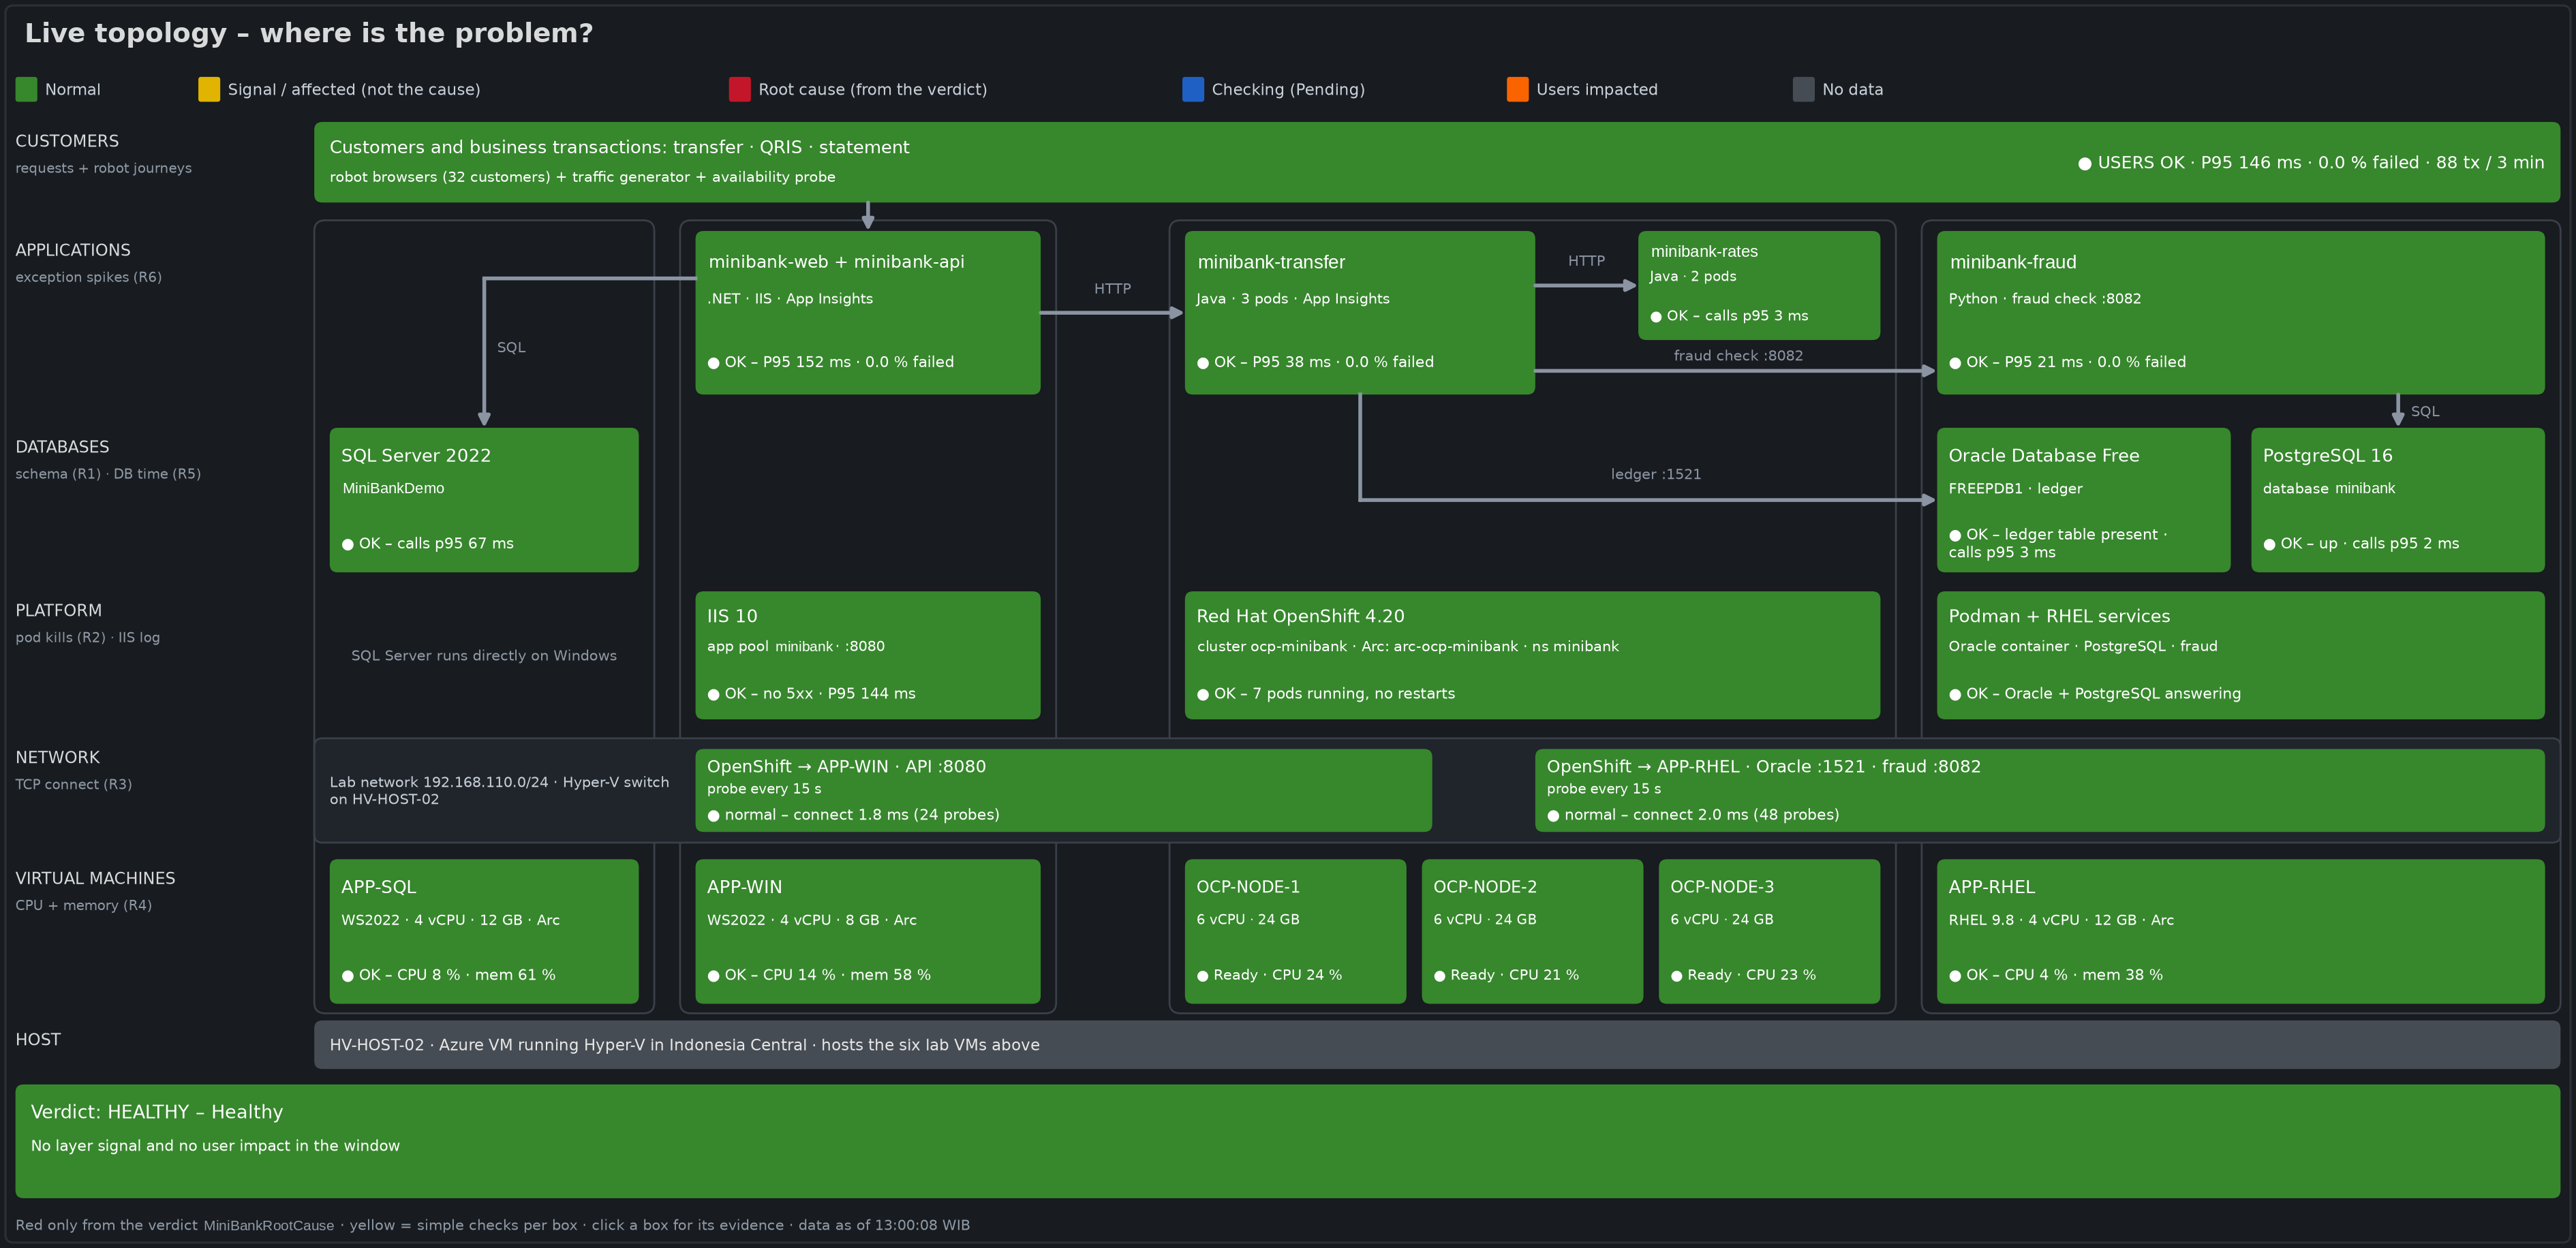 Live topology – where is the problem?
Normal
Signal / affected (not the cause)
Root cause (from the verdict)
Checking (Pending)
Users impacted
No data
CUSTOMERS
requests + robot journeys
Customers and business transactions: transfer · QRIS · statement
robot browsers (32 customers) + traffic generator + availability probe
● USERS OK · P95 146 ms · 0.0 % failed · 88 tx / 3 min
APPLICATIONS
exception spikes (R6)
minibank-web + minibank-api
.NET · IIS · App Insights
● OK – P95 152 ms · 0.0 % failed
HTTP
minibank-transfer
Java · 3 pods · App Insights
● OK – P95 38 ms · 0.0 % failed
HTTP
minibank-rates
Java · 2 pods
● OK – calls p95 3 ms
fraud check :8082
minibank-fraud
Python · fraud check :8082
● OK – P95 21 ms · 0.0 % failed
SQL
SQL
DATABASES
schema (R1) · DB time (R5)
SQL Server 2022
MiniBankDemo
● OK – calls p95 67 ms
ledger :1521
Oracle Database Free
FREEPDB1 · ledger
● OK – ledger table present ·
calls p95 3 ms
PostgreSQL 16
database minibank
● OK – up · calls p95 2 ms
PLATFORM
pod kills (R2) · IIS log
SQL Server runs directly on Windows
IIS 10
app pool minibank · :8080
● OK – no 5xx · P95 144 ms
Red Hat OpenShift 4.20
cluster ocp-minibank · Arc: arc-ocp-minibank · ns minibank
● OK – 7 pods running, no restarts
Podman + RHEL services
Oracle container · PostgreSQL · fraud
● OK – Oracle + PostgreSQL answering
NETWORK
TCP connect (R3)
Lab network 192.168.110.0/24 · Hyper-V switch
on HV-HOST-02
OpenShift → APP-WIN · API :8080
probe every 15 s
● normal – connect 1.8 ms (24 probes)
OpenShift → APP-RHEL · Oracle :1521 · fraud :8082
probe every 15 s
● normal – connect 2.0 ms (48 probes)
VIRTUAL MACHINES
CPU + memory (R4)
APP-SQL
WS2022 · 4 vCPU · 12 GB · Arc
● OK – CPU 8 % · mem 61 %
APP-WIN
WS2022 · 4 vCPU · 8 GB · Arc
● OK – CPU 14 % · mem 58 %
OCP-NODE-1
6 vCPU · 24 GB
● Ready · CPU 24 %
OCP-NODE-2
6 vCPU · 24 GB
● Ready · CPU 21 %
OCP-NODE-3
6 vCPU · 24 GB
● Ready · CPU 23 %
APP-RHEL
RHEL 9.8 · 4 vCPU · 12 GB · Arc
● OK – CPU 4 % · mem 38 %
HOST
HV-HOST-02 · Azure VM running Hyper-V in Indonesia Central · hosts the six lab VMs above
Verdict: HEALTHY – Healthy
No layer signal and no user impact in the window
Red only from the verdict MiniBankRootCause · yellow = simple checks per box · click a box for its evidence · data as of 13:00:08 WIB